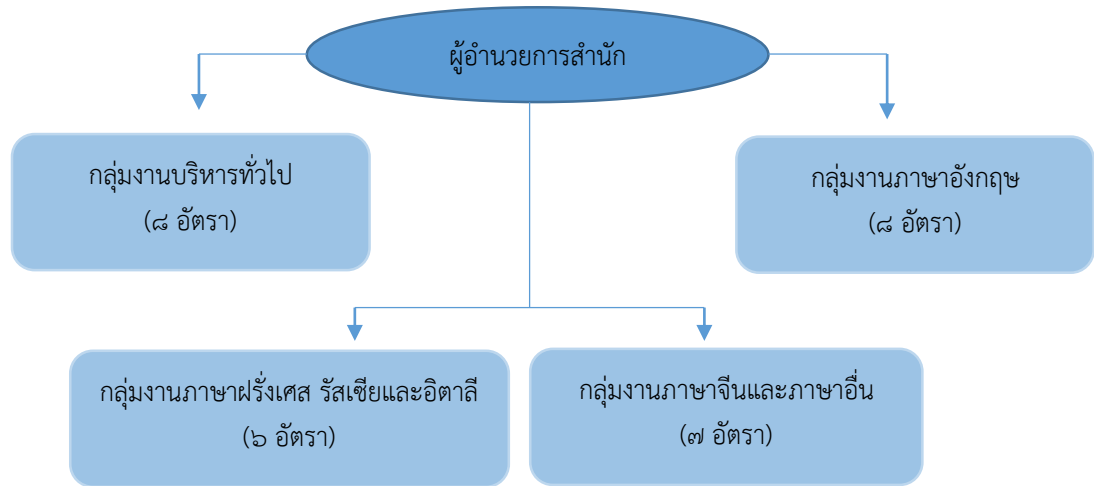 ผู้อำนวยการสำนัก
กลุ่มงานบริหารทั่วไป
(๘ อัตรา)
กลุ่มงานภาษาอังกฤษ
(๘ อัตรา)
กลุ่มงานภาษาฝรั่งเศส รัสเซียและอิตาลี
(๖ อัตรา)
กลุ่มงานภาษาจีนและภาษาอื่น
(๗ อัตรา)